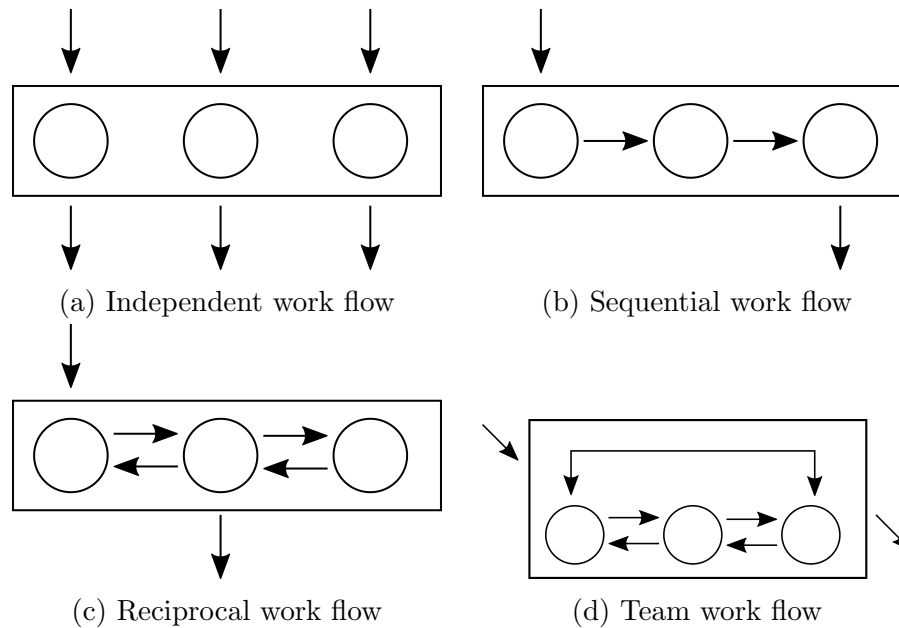 (a) Independent work flow
(b) Sequential work flow
(c) Reciprocal work flow
(d) Team work flow